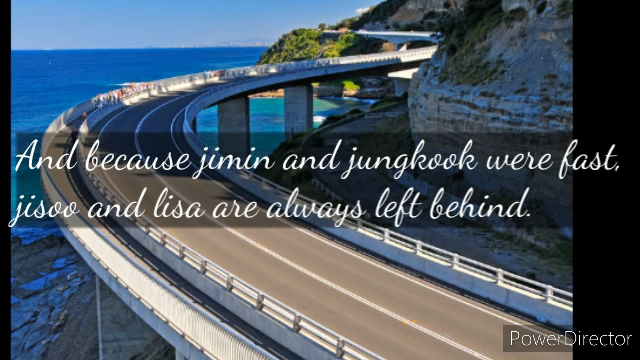 And because jimin and jungkook were fast,
jisoo and lisa are always left behind.
PowerDirector